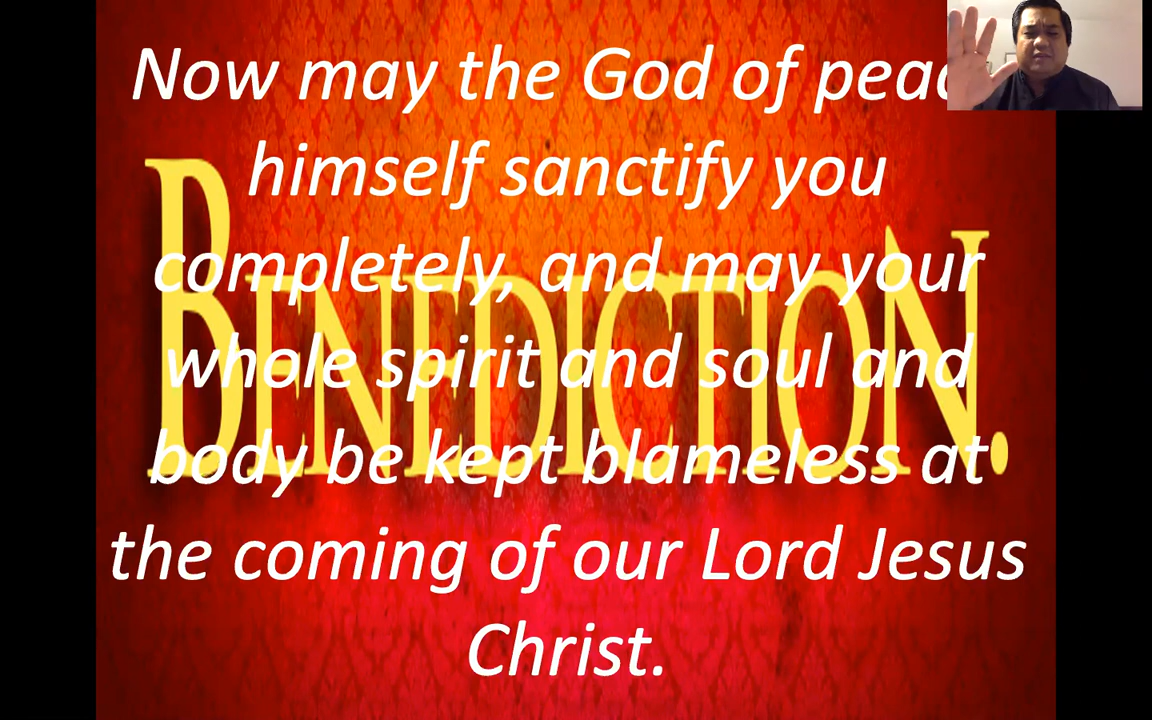 Now may the God of peac
himself sanctify you
completely, and may your
whole spirit and soul and
body be kept blameless at
the coming of our Lord Jesus
Christ.
BENEDICTION.